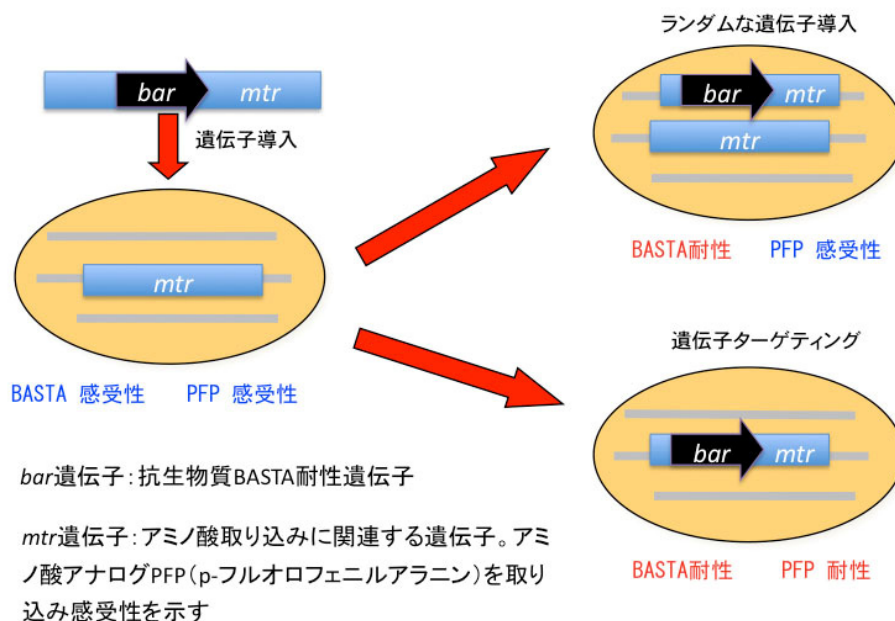 bar mtr
遺伝子導入
mtr
BASTA 感受性 PFP 感受性
ランダムな遺伝子導入
bar mtr
mtr
BASTA耐性 PFP 感受性
遺伝子ターゲティング
bar mtr
BASTA耐性 PFP 耐性
bar遺伝子：抗生物質BASTA耐性遺伝子
mtr遺伝子：アミノ酸取り込みに関連する遺伝子。アミ
ノ酸アナログPFP（p-フルオロフェニルアラニン）を取り
込み感受性を示す